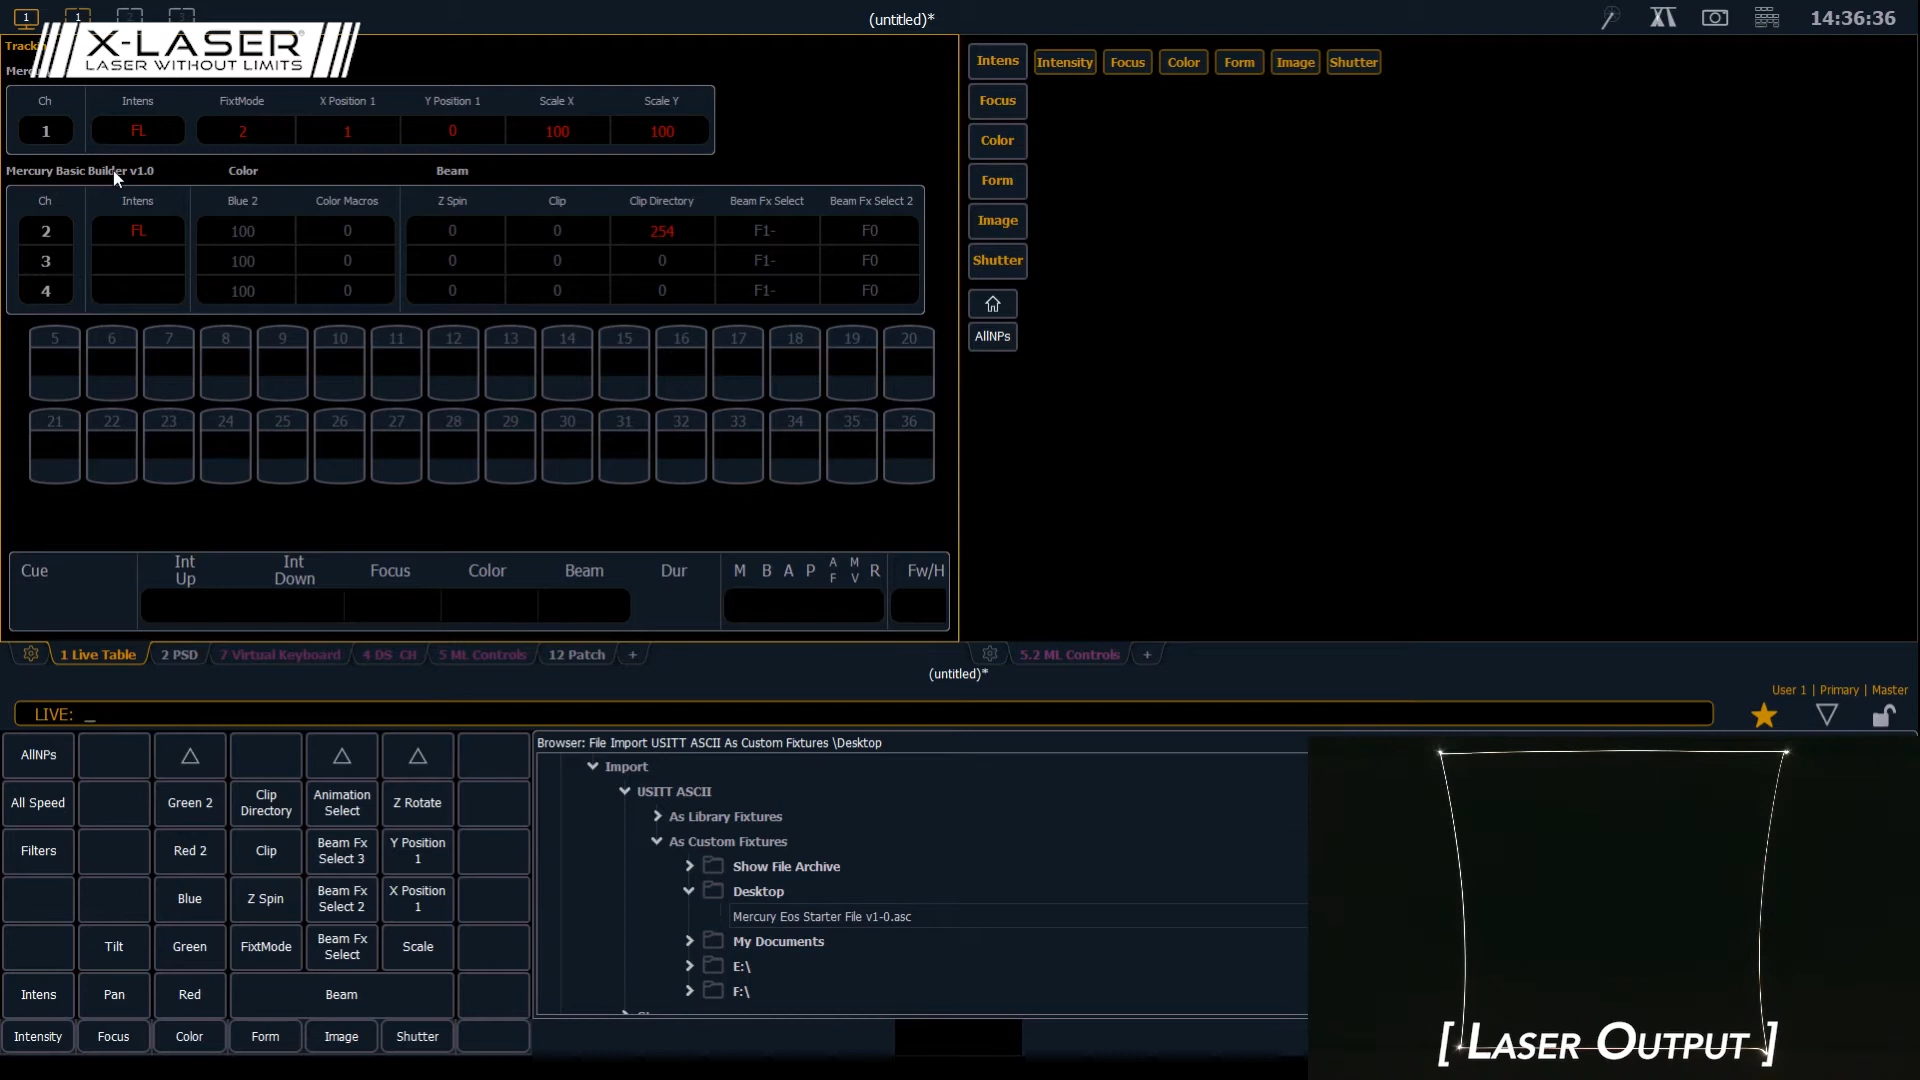 1 1 2 3
(untitled)*
14:36:36
Tracki
X-LASER
LASER WITHOUT LIMITS
Merc
Ch Intens FixtMode X Position 1 Y Position 1 Scale X Scale Y
1 FL 2 1 0 100 100
Mercury Basic Builder v1.0 Color Beam
Ch Intens Blue 2 Color Macros Z Spin Clip Clip Directory Beam Fx Select Beam Fx Select 2
2 FL 100 0 0 0 254 F1- F0
3 100 0 0 0 0 F1- F0
4 100 0 0 0 0 F1- F0
5 6 7 8 9 10 11 12 13 14 15 16 17 18 19 20
21 22 23 24 25 26 27 28 29 30 31 32 33 34 35 36
Cue Int Up Int Down Focus Color Beam Dur M B A P A F M V R Fw/H
Intens
Focus
Color
Form
Image
Shutter
AllNPs
Intensity Focus Color Form Image Shutter
1 Live Table 2 PSD 7 Virtual Keyboard 4 DS CH 5 ML Controls 12 Patch +
5.2 ML Controls +
(untitled)*
User 1 | Primary | Master
LIVE: _
AllNPs
All Speed Green 2 Clip Directory Animation Select Z Rotate
Filters Red 2 Clip Beam Fx Select 3 Y Position 1
Blue Z Spin Beam Fx Select 2 X Position 1
Tilt Green FixtMode Beam Fx Select Scale
Intens Pan Red Beam
Intensity Focus Color Form Image Shutter
Browser: File Import USITT ASCII As Custom Fixtures \Desktop
Import
USITT ASCII
As Library Fixtures
As Custom Fixtures
Show File Archive
Desktop
Mercury Eos Starter File v1-0.asc
My Documents
E:\
F:\
[ LASER OUTPUT ]